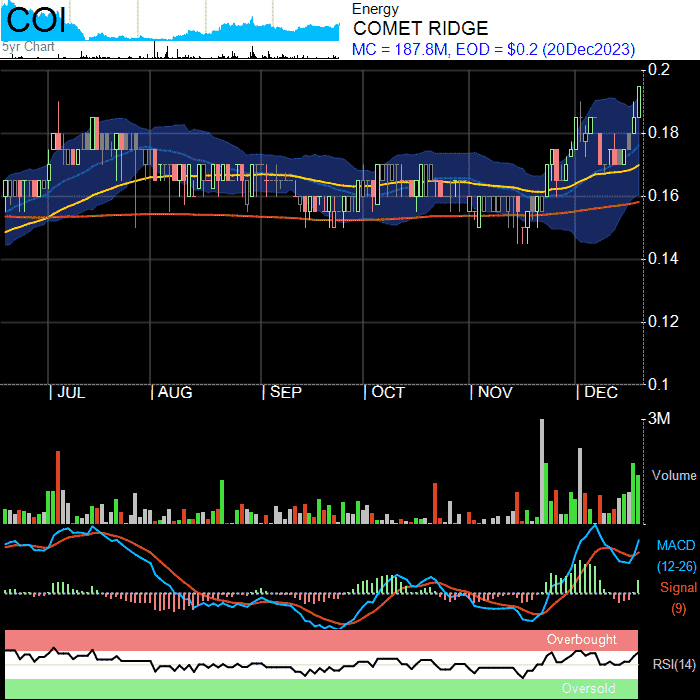 COI
5yr Chart
Energy
COMET RIDGE
MC = 187.8M, EOD = $0.2 (20Dec2023)
0.2
0.18
0.16
0.14
0.12
0.1
| JUL | AUG | SEP | OCT | NOV | DEC
3M
Volume
MACD
(12-26)
Signal
(9)
Overbought
RSI(14)
Oversold